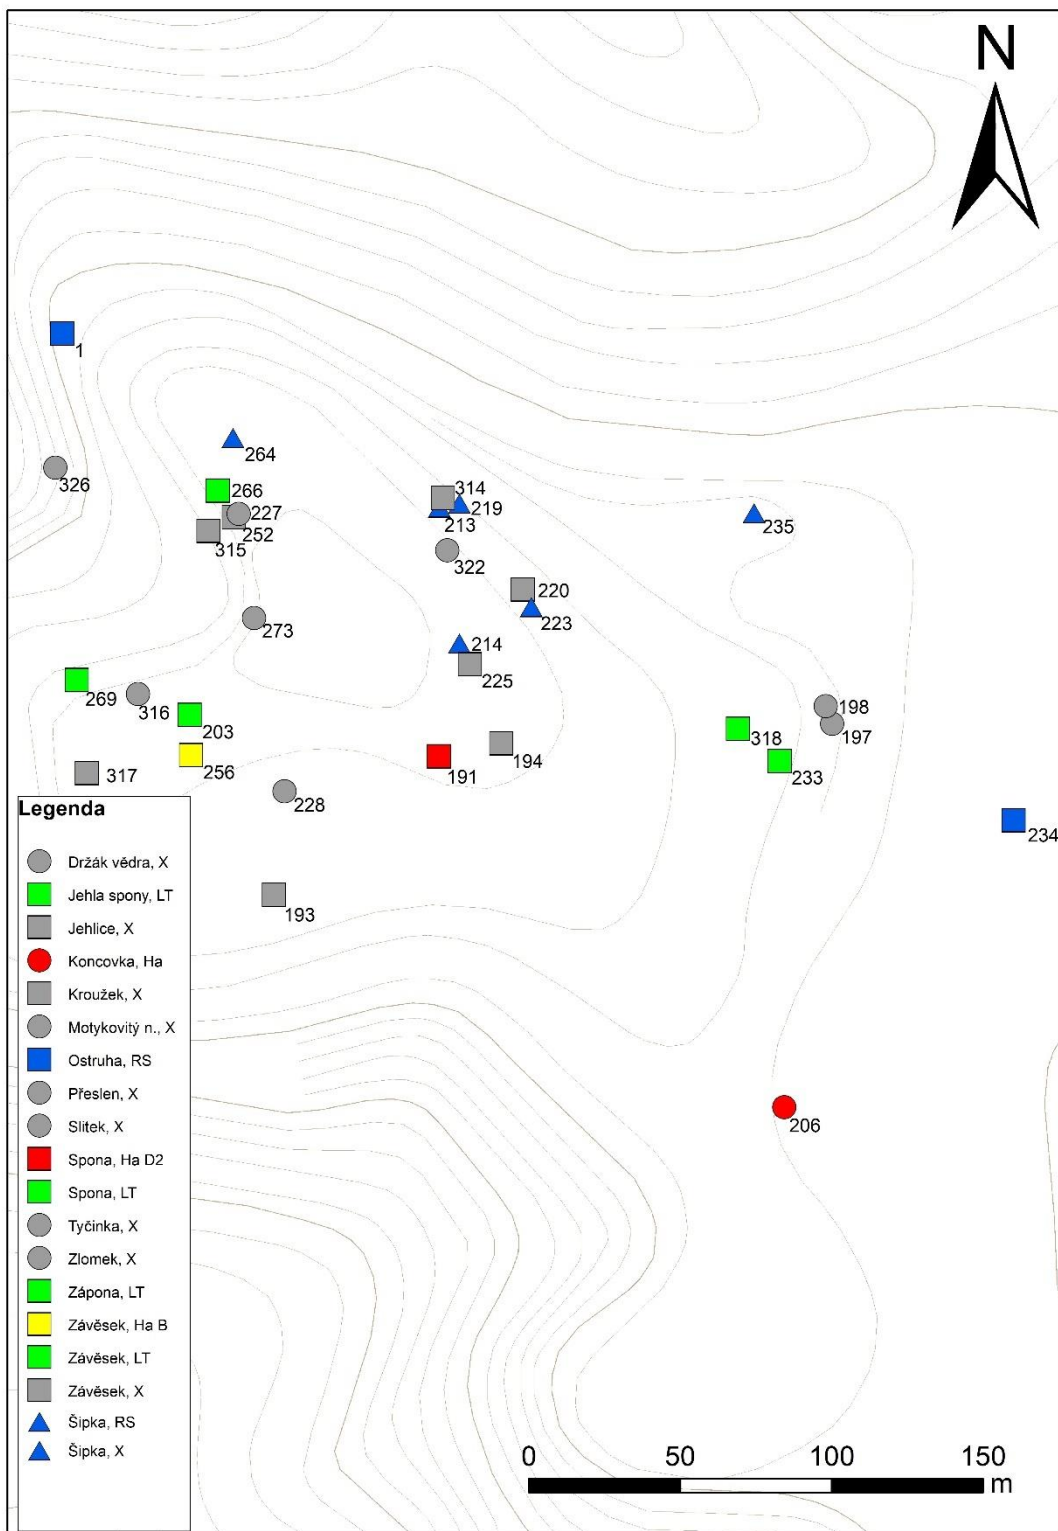 N
1
264
326
266
227
252
315
314
219
213
235
322
220
223
273
214
225
269
316
203
198
197
318
256
194
191
233
317
228
234
193
206
Legenda
Držák vědra, X
Jehla spony, LT
Jehlice, X
Koncovka, Ha
Kroužek, X
Motykovitý n., X
Ostruha, RS
Přeslen, X
Slitek, X
Spona, Ha D2
Spona, LT
Tyčinka, X
Zlomek, X
Zápona, LT
Závěsek, Ha B
Závěsek, LT
Závěsek, X
Šipka, RS
Šipka, X
0 50 100 150
m